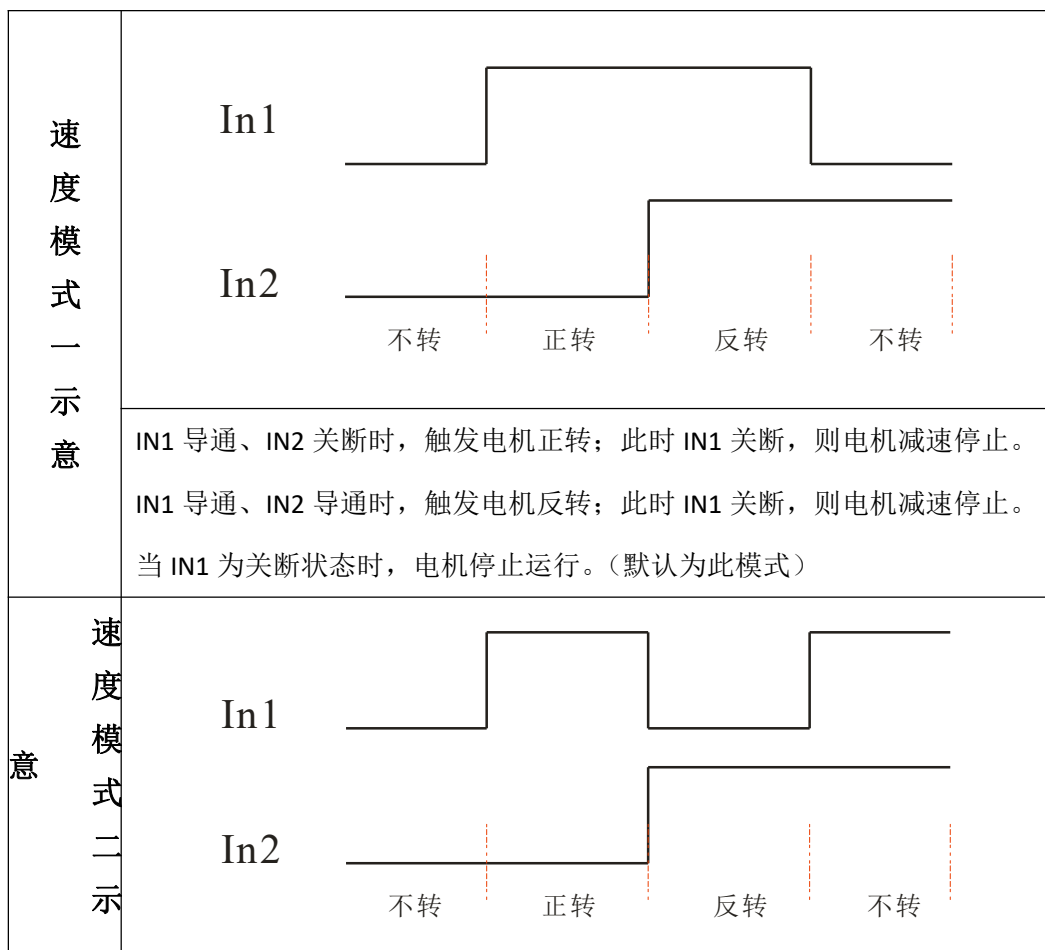 速度模式一示意
In1
In2
不转 正转 反转 不转
IN1 导通、IN2 关断时，触发电机正转；此时 IN1 关断，则电机减速停止。
IN1 导通、IN2 导通时，触发电机反转；此时 IN1 关断，则电机减速停止。
当 IN1 为关断状态时，电机停止运行。（默认为此模式）
速度模式二示意
In1
In2
不转 正转 反转 不转